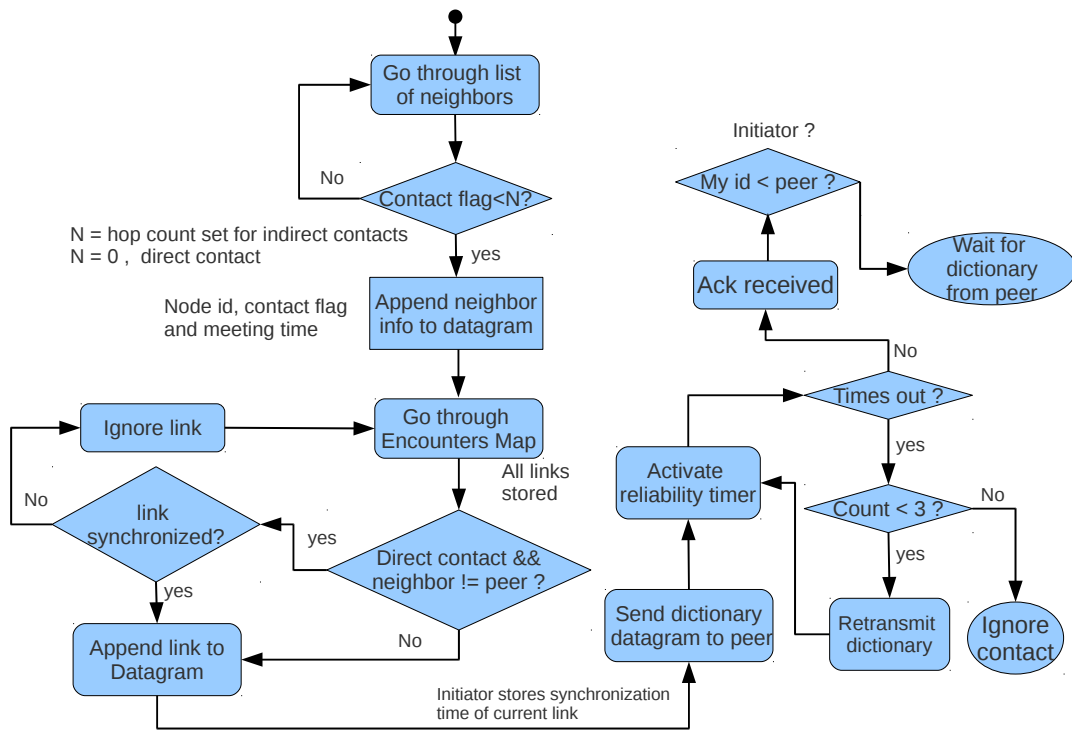 Go through list
of neighbors
No
Contact flag<N?
N = hop count set for indirect contacts
N = 0 , direct contact
yes
Node id, contact flag
and meeting time
Append neighbor
info to datagram
Ignore link
Go through
Encounters Map
All links
stored
No
link
synchronized?
yes
Direct contact &&
neighbor != peer ?
yes
No
Append link to
Datagram
Initiator stores synchronization
time of current link
Initiator ?
My id < peer ?
Wait for
dictionary
from peer
Ack received
No
Times out ?
yes
Activate
reliability timer
Count < 3 ?
No
yes
Send dictionary
datagram to peer
Retransmit
dictionary
Ignore
contact